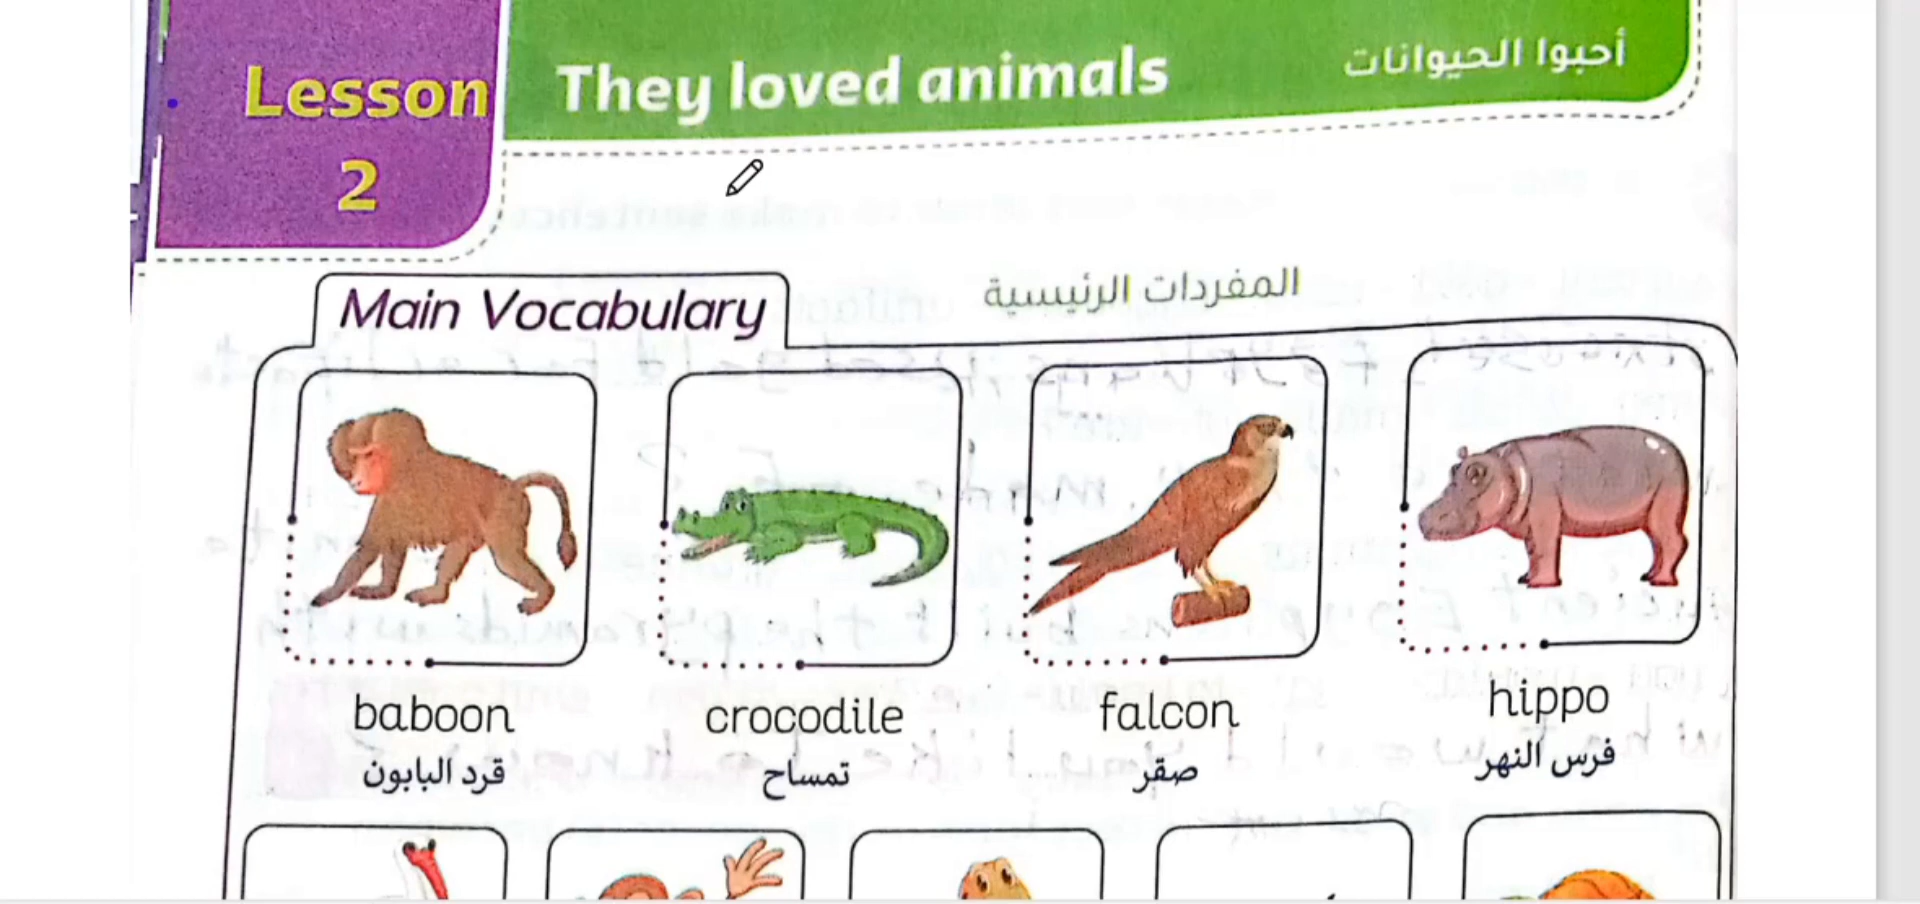 Lesson
2
They loved animals
أحبوا الحيوانات
Main Vocabulary
المفردات الرئيسية
baboon
قرد البابون
crocodile
تمساح
falcon
صقر
hippo
فرس النهر